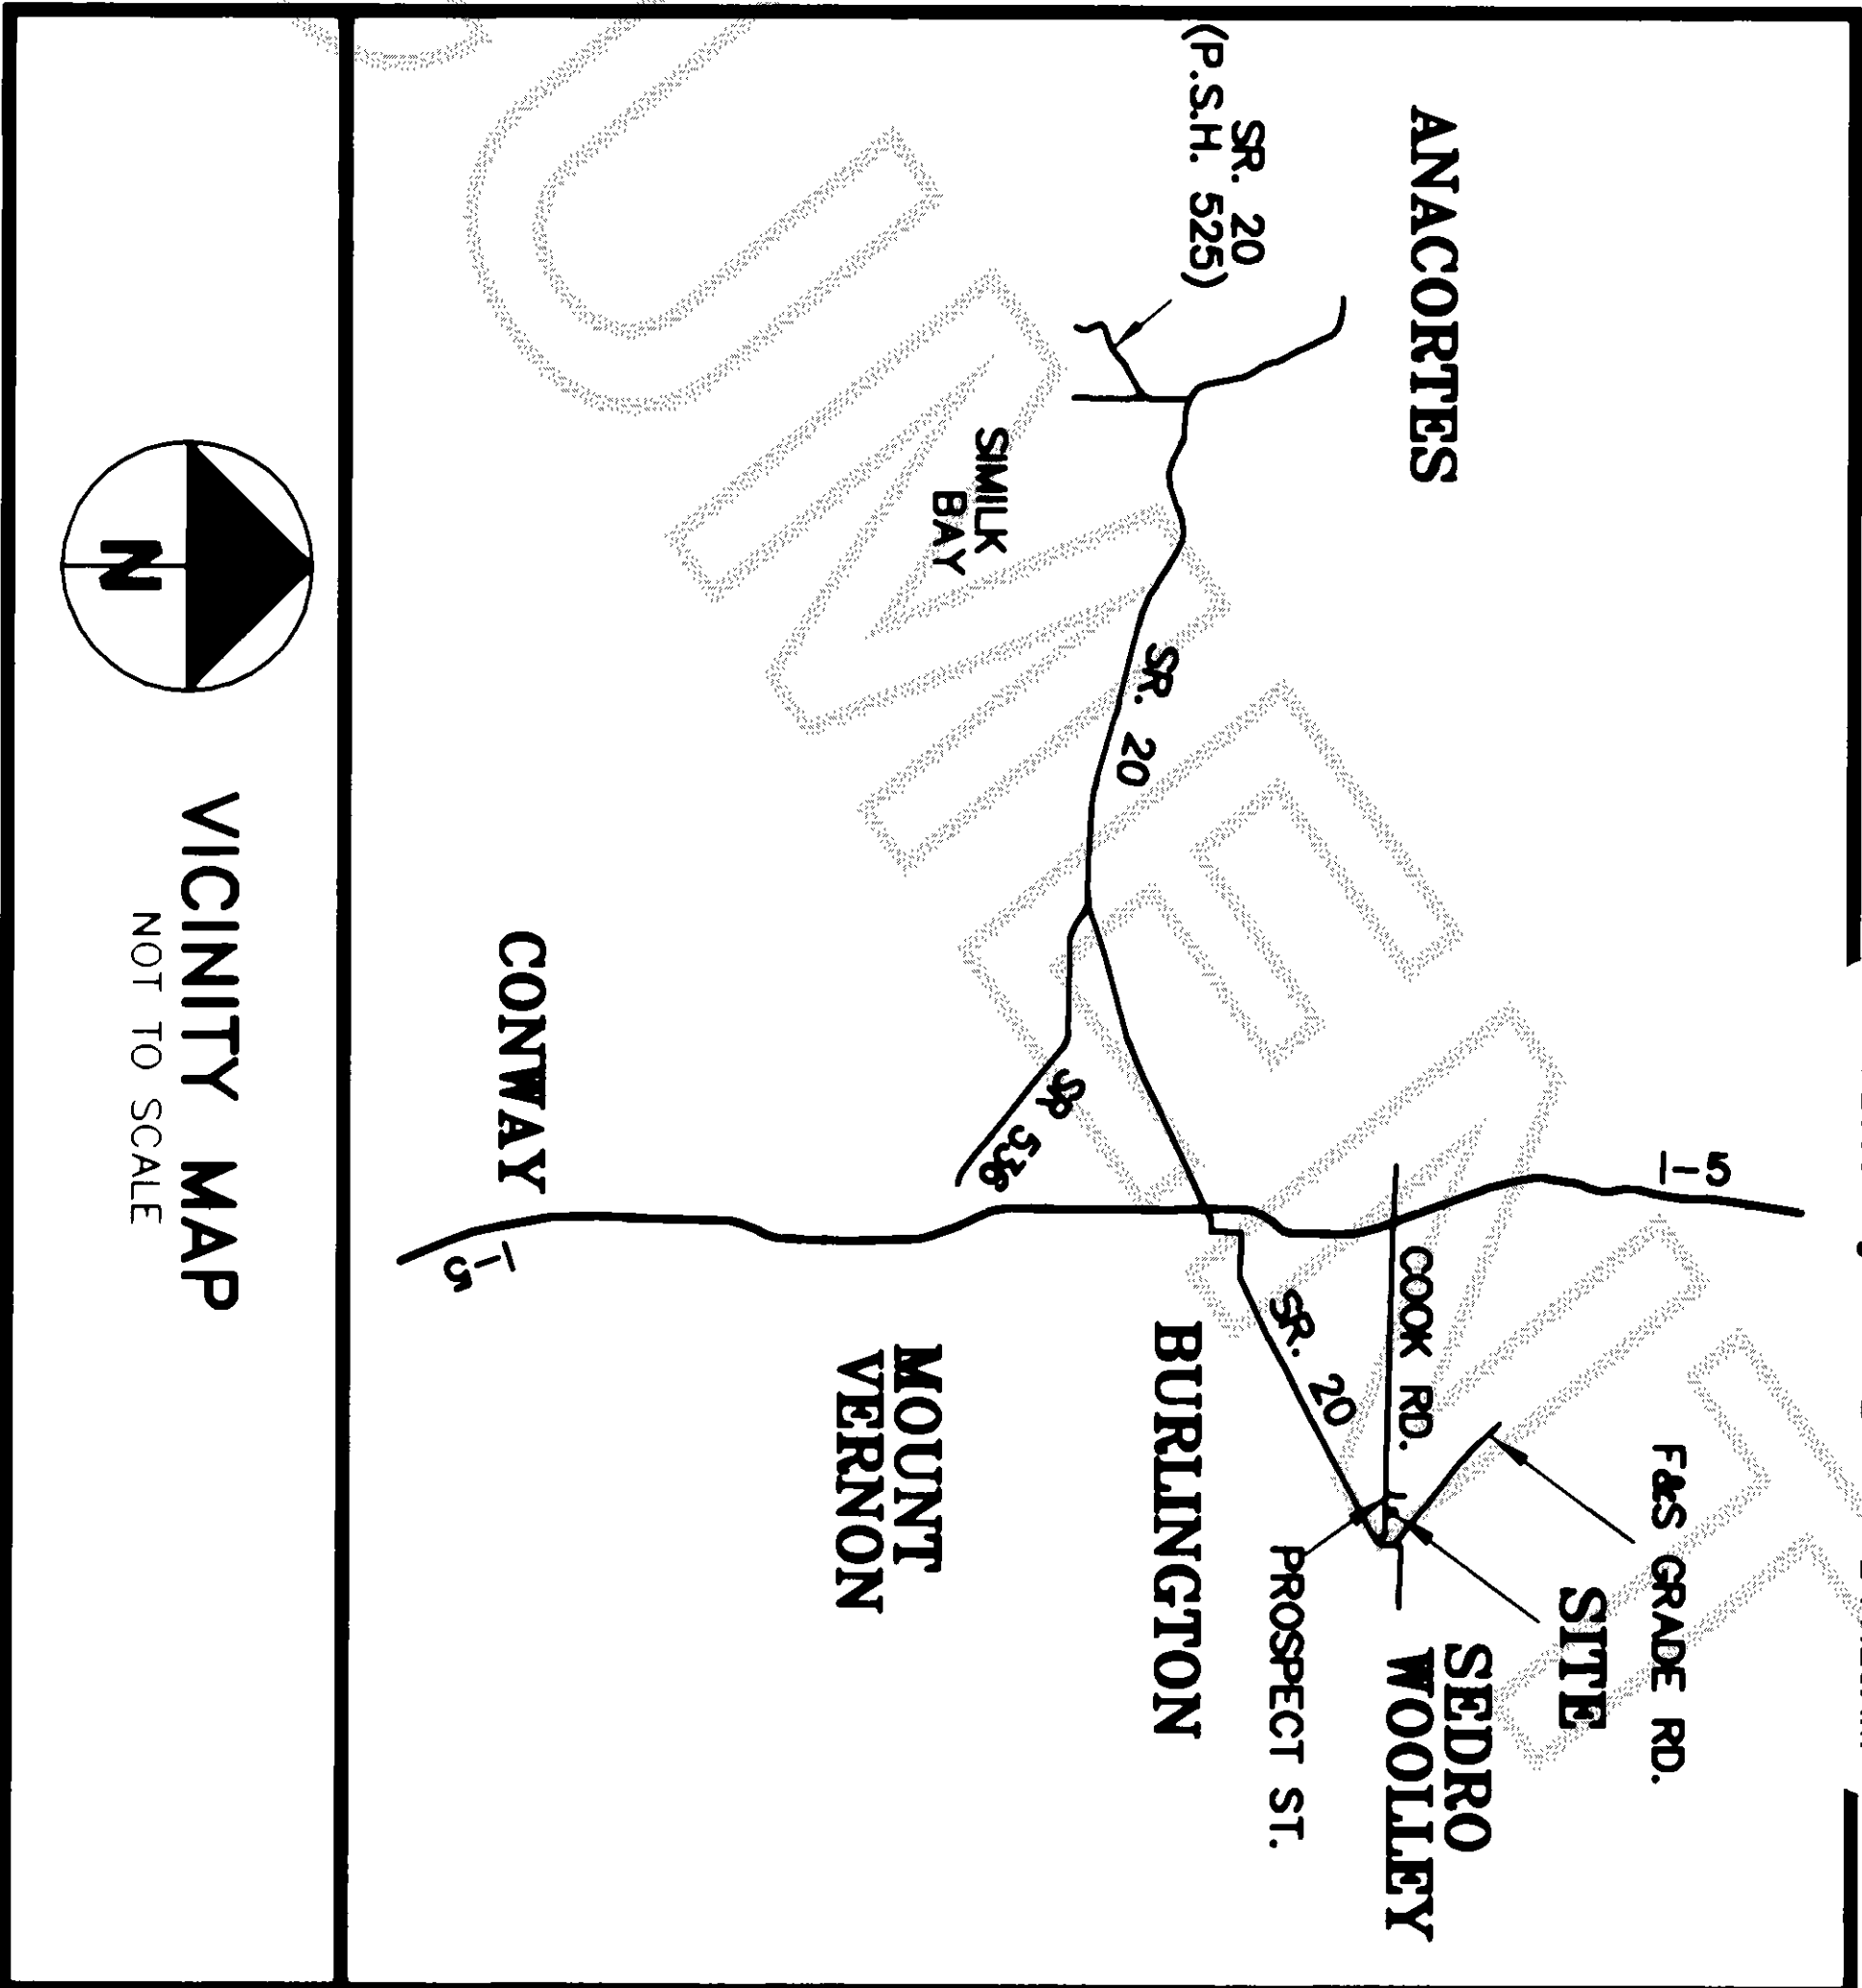 ANACORTES
SR. 20
(P.S.H. 525)
SIMILK
BAY
SR. 20
SR 536
CONWAY
I-5
I-5
COOK RD.
SR. 20
F&S GRADE RD.
SITE
SEDRO
WOOLLEY
PROSPECT ST.
BURLINGTON
MOUNT
VERNON
N
VICINITY MAP
NOT TO SCALE
UNMENT